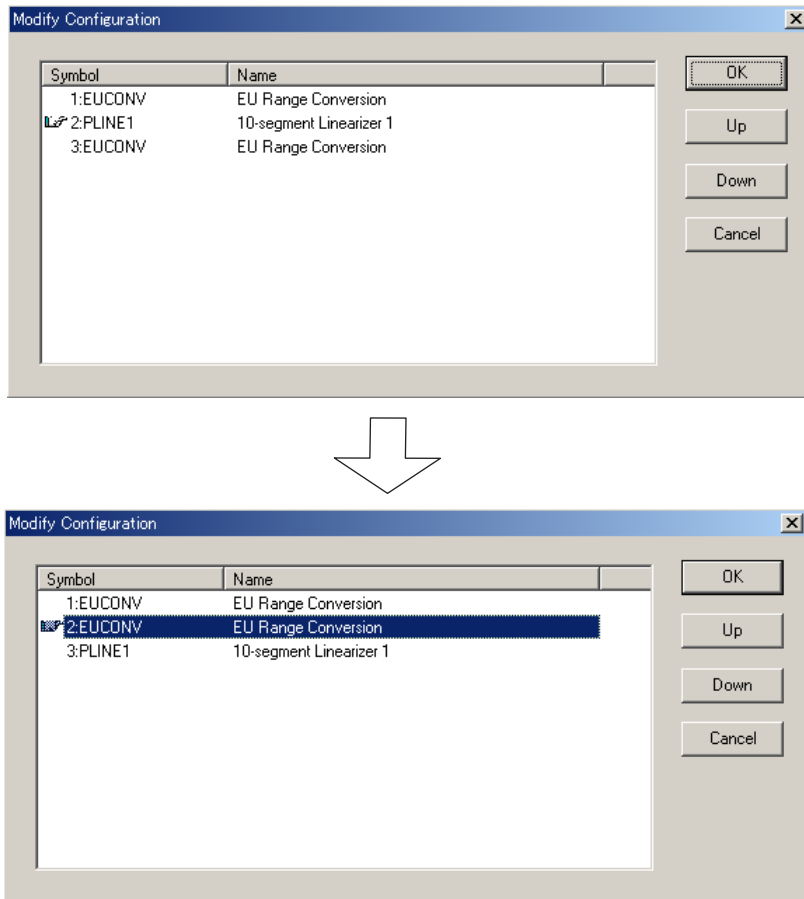 Modify Configuration
Symbol Name
1:EUCONV EU Range Conversion
2:PLINE1 10-segment Linearizer 1
3:EUCONV EU Range Conversion
OK
Up
Down
Cancel
Modify Configuration
Symbol Name
1:EUCONV EU Range Conversion
2:EUCONV EU Range Conversion
3:PLINE1 10-segment Linearizer 1
OK
Up
Down
Cancel